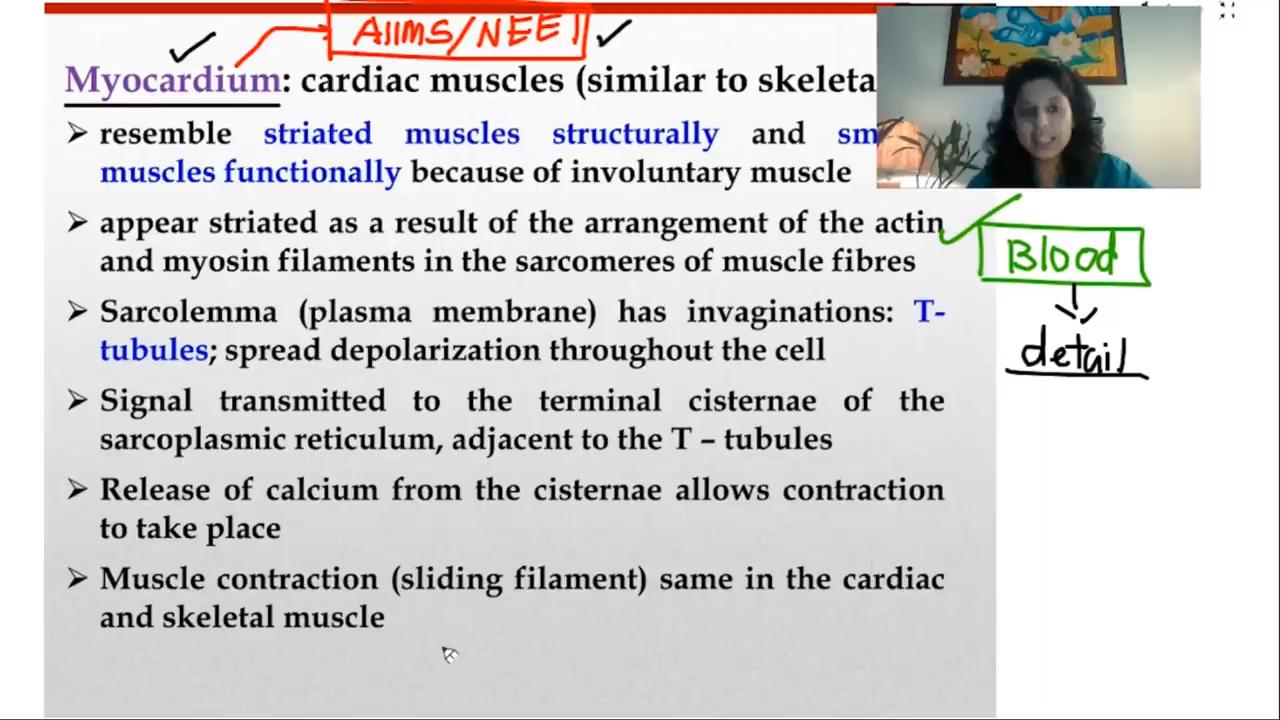 AIIMS/NEET
Myocardium: cardiac muscles (similar to skeleta
➢ resemble striated muscles structurally and sm
muscles functionally because of involuntary muscle
➢ appear striated as a result of the arrangement of the actin
and myosin filaments in the sarcomeres of muscle fibres
➢ Sarcolemma (plasma membrane) has invaginations: T-
tubules; spread depolarization throughout the cell
➢ Signal transmitted to the terminal cisternae of the
sarcoplasmic reticulum, adjacent to the T – tubules
➢ Release of calcium from the cisternae allows contraction
to take place
➢ Muscle contraction (sliding filament) same in the cardiac
and skeletal muscle
Blood
detail